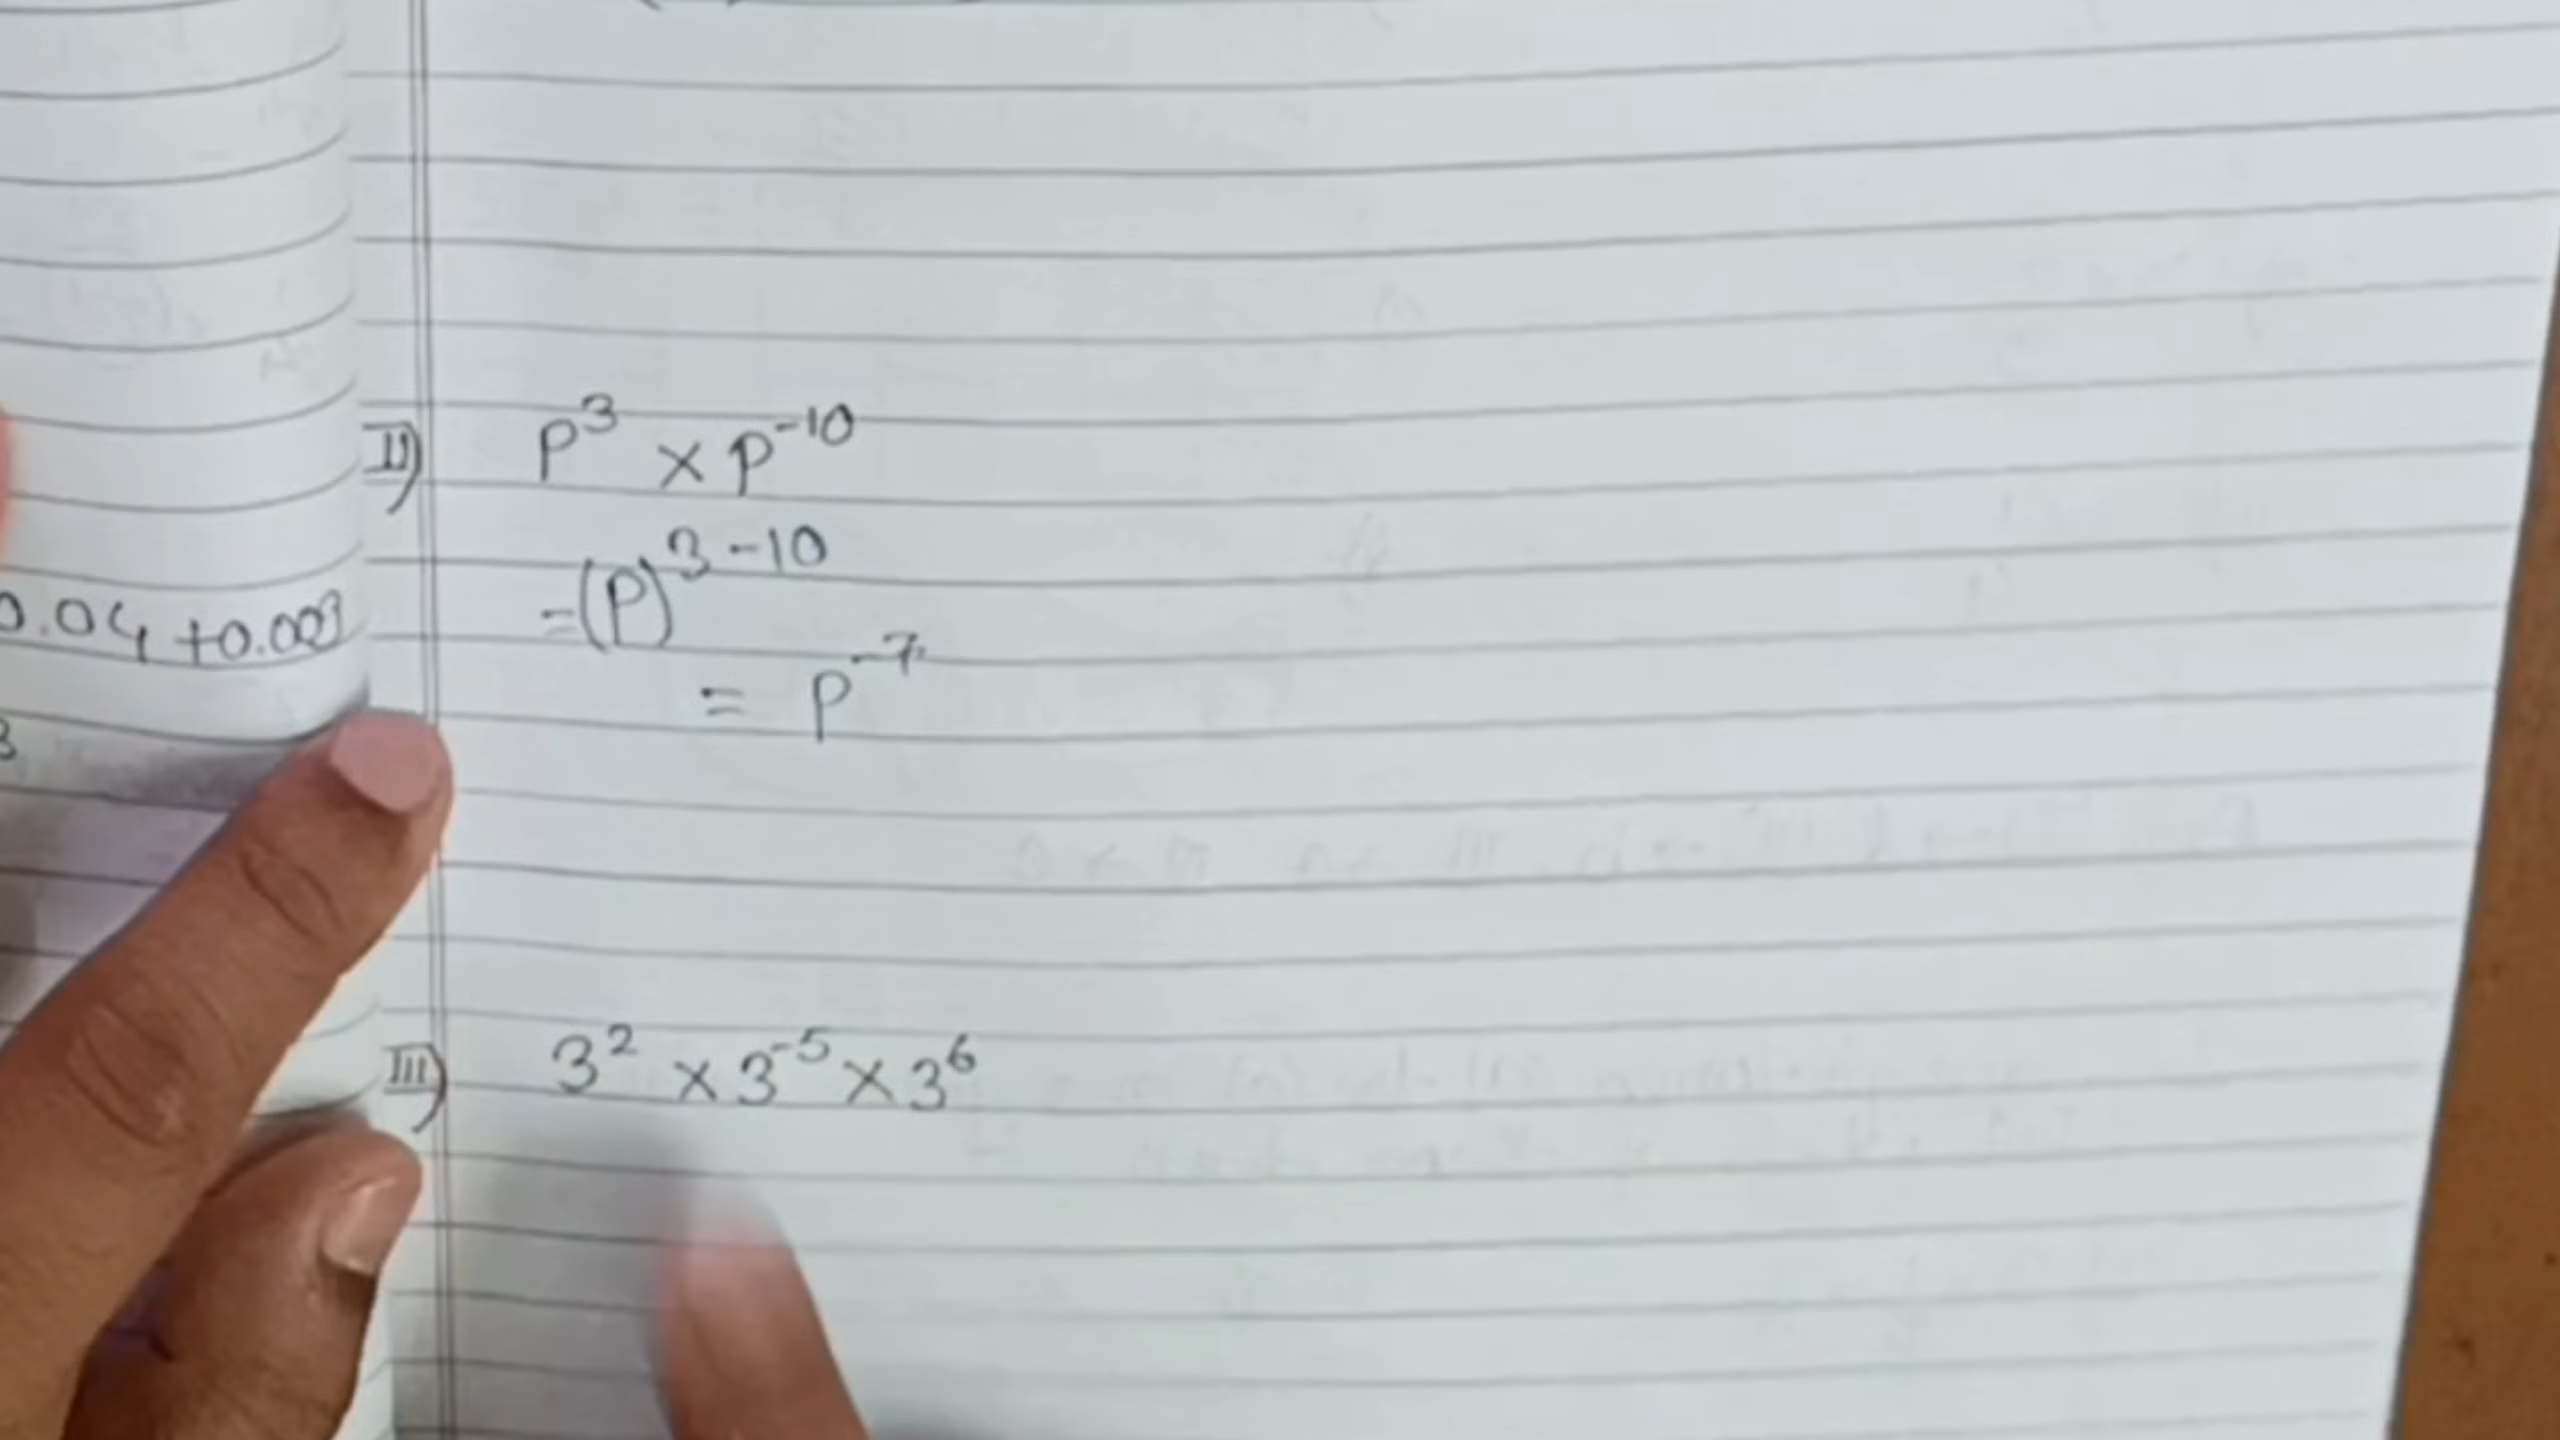 II) p³ × p⁻¹⁰
=(p)³⁻¹⁰
0.04+0.003
= p⁻⁷
3
III) 3² × 3⁻⁵ × 3⁶